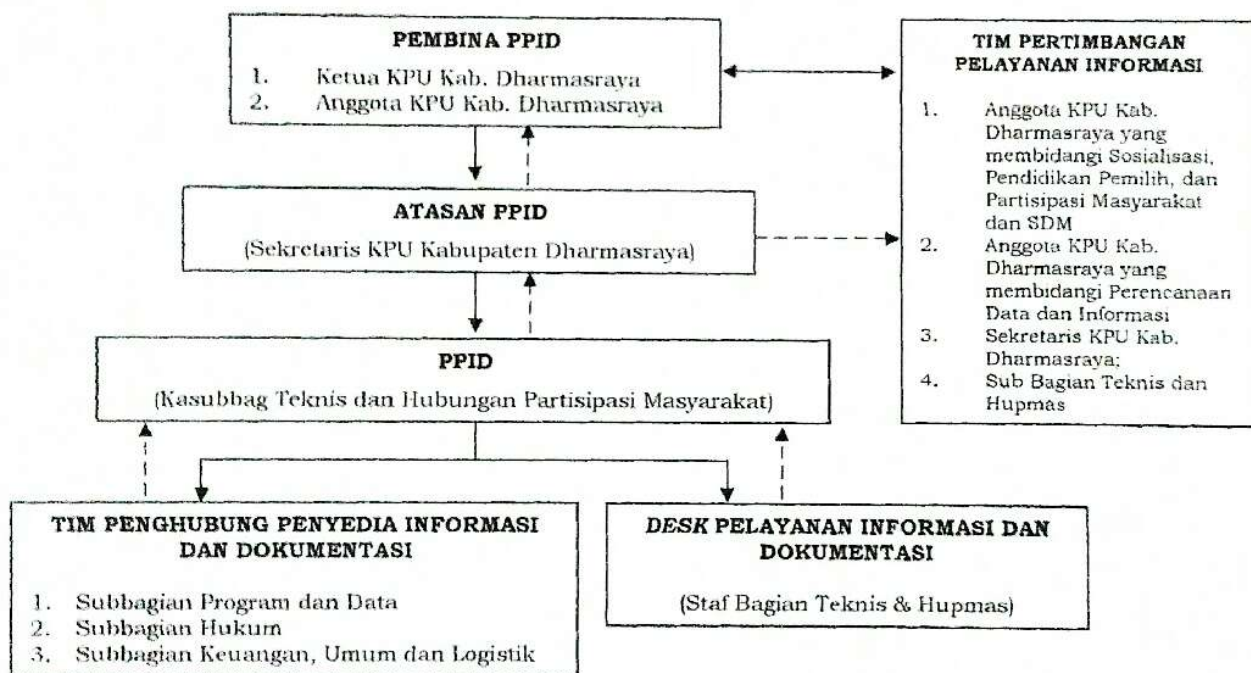 PEMBINA PPID
1. Ketua KPU Kab. Dharmasraya
2. Anggota KPU Kab. Dharmasraya
TIM PERTIMBANGAN
PELAYANAN INFORMASI
1. Anggota KPU Kab.
Dharmasraya yang
membidangi Sosialisasi,
Pendidikan Pemilih, dan
Partisipasi Masyarakat
dan SDM
2. Anggota KPU Kab.
Dharmasraya yang
membidangi Perencanaan
Data dan Informasi
3. Sekretaris KPU Kab.
Dharmasraya;
4. Sub Bagian Teknis dan
Hupmas
ATASAN PPID
(Sekretaris KPU Kabupaten Dharmasraya)
PPID
(Kasubbag Teknis dan Hubungan Partisipasi Masyarakat)
TIM PENGHUBUNG PENYEDIA INFORMASI
DAN DOKUMENTASI
1. Subbagian Program dan Data
2. Subbagian Hukum
3. Subbagian Keuangan, Umum dan Logistik
DESK PELAYANAN INFORMASI DAN
DOKUMENTASI
(Staf Bagian Teknis & Hupmas)